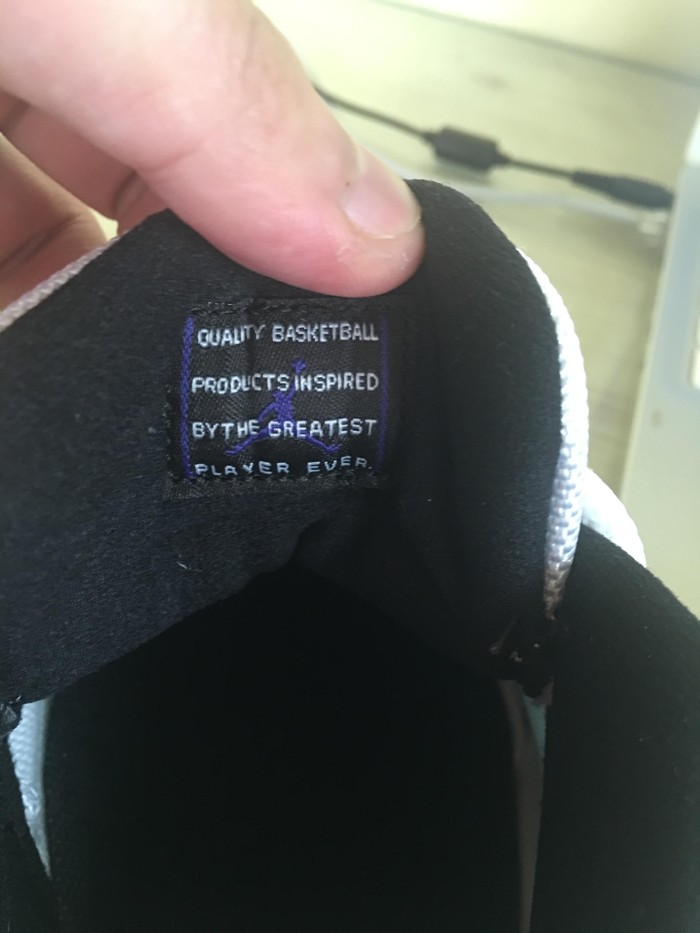 QUALITY BASKETBALL
PRODUCTS INSPIRED
BY THE GREATEST
PLAYER EVER.